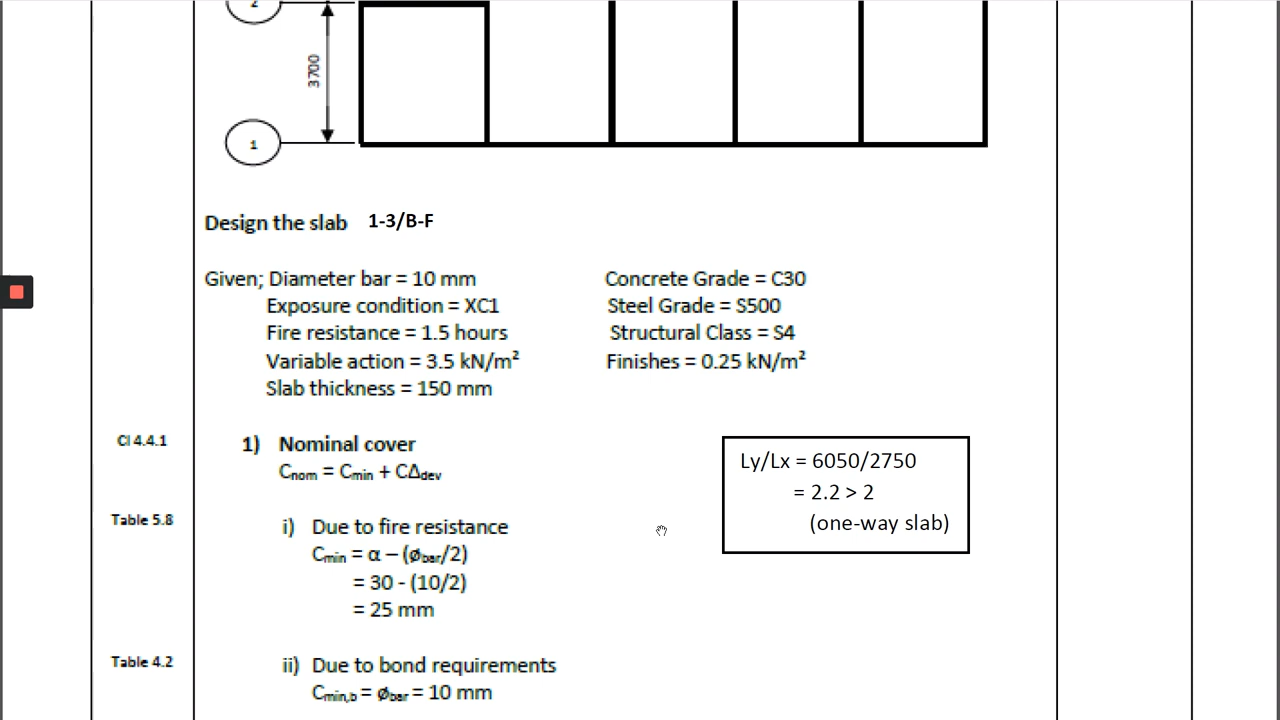 2
3700
1
Design the slab 1-3/B-F
Given; Diameter bar = 10 mm Concrete Grade = C30
Exposure condition = XC1 Steel Grade = S500
Fire resistance = 1.5 hours Structural Class = S4
Variable action = 3.5 kN/m² Finishes = 0.25 kN/m²
Slab thickness = 150 mm
Cl 4.4.1 1) Nominal cover
Cnom = Cmin + CΔdev
Ly/Lx = 6050/2750
= 2.2 > 2
(one-way slab)
Table 5.8 i) Due to fire resistance
Cmin = α – (øbar/2)
= 30 - (10/2)
= 25 mm
Table 4.2 ii) Due to bond requirements
Cmin,b = øbar = 10 mm